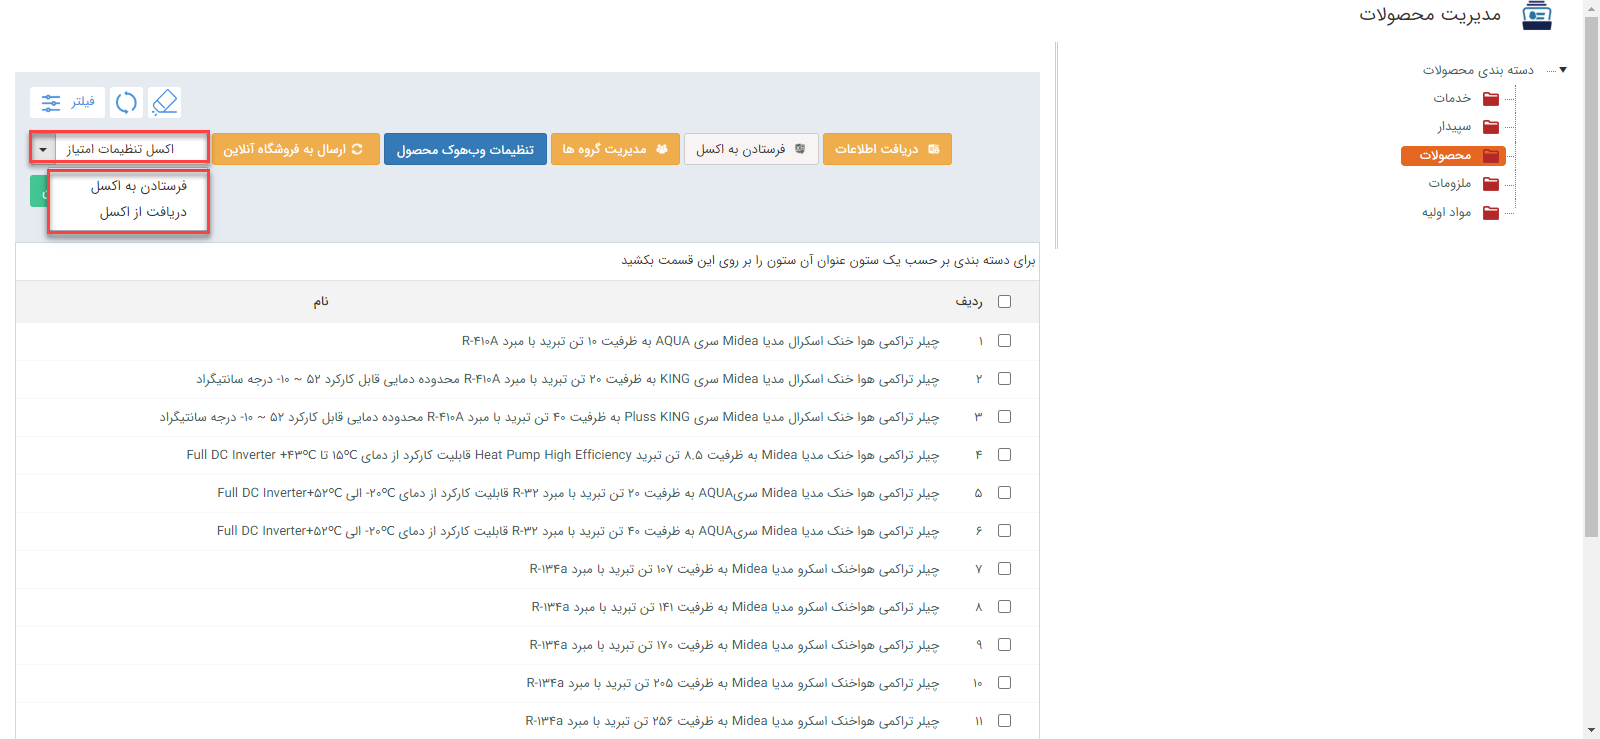 مدیریت محصولات
دسته بندی محصولات
خدمات
سپیدار
محصولات
ملزومات
مواد اولیه
فیلتر
دریافت اطلاعات
فرستادن به اکسل
مدیریت گروه ها
تنظیمات وب‌هوک محصول
ارسال به فروشگاه آنلاین
اکسل تنظیمات امتیاز
فرستادن به اکسل
دریافت از اکسل
برای دسته بندی بر حسب یک ستون عنوان آن ستون را بر روی این قسمت بکشید
ردیف نام
۱ چیلر تراکمی هوا خنک اسکرال مدیا Midea سری AQUA به ظرفیت ۱۰ تن تبرید با مبرد R-۴۱۰A
۲ چیلر تراکمی هوا خنک اسکرال مدیا Midea سری KING به ظرفیت ۲۰ تن تبرید با مبرد R-۴۱۰A محدوده دمایی قابل کارکرد ۵۲ ~ ۱۰- درجه سانتیگراد
۳ چیلر تراکمی هوا خنک اسکرال مدیا Midea سری Pluss KING به ظرفیت ۴۰ تن تبرید با مبرد R-۴۱۰A محدوده دمایی قابل کارکرد ۵۲ ~ ۱۰- درجه سانتیگراد
۴ چیلر تراکمی هوا خنک مدیا Midea به ظرفیت ۸.۵ تن تبرید Heat Pump High Efficiency قابلیت کارکرد از دمای ۱۵ºC تا Full DC Inverter +۴۳ºC
۵ چیلر تراکمی هوا خنک مدیا Midea سریAQUA به ظرفیت ۲۰ تن تبرید با مبرد R-۳۲ قابلیت کارکرد از دمای ۲۰ºC- الی Full DC Inverter+۵۲ºC
۶ چیلر تراکمی هوا خنک مدیا Midea سریAQUA به ظرفیت ۴۰ تن تبرید با مبرد R-۳۲ قابلیت کارکرد از دمای ۲۰ºC- الی Full DC Inverter+۵۲ºC
۷ چیلر تراکمی هواخنک اسکرو مدیا Midea به ظرفیت ۱۰۷ تن تبرید با مبرد R-۱۳۴a
۸ چیلر تراکمی هواخنک اسکرو مدیا Midea به ظرفیت ۱۴۱ تن تبرید با مبرد R-۱۳۴a
۹ چیلر تراکمی هواخنک اسکرو مدیا Midea به ظرفیت ۱۷۰ تن تبرید با مبرد R-۱۳۴a
۱۰ چیلر تراکمی هواخنک اسکرو مدیا Midea به ظرفیت ۲۰۵ تن تبرید با مبرد R-۱۳۴a
۱۱ چیلر تراکمی هواخنک اسکرو مدیا Midea به ظرفیت ۲۵۶ تن تبرید با مبرد R-۱۳۴a